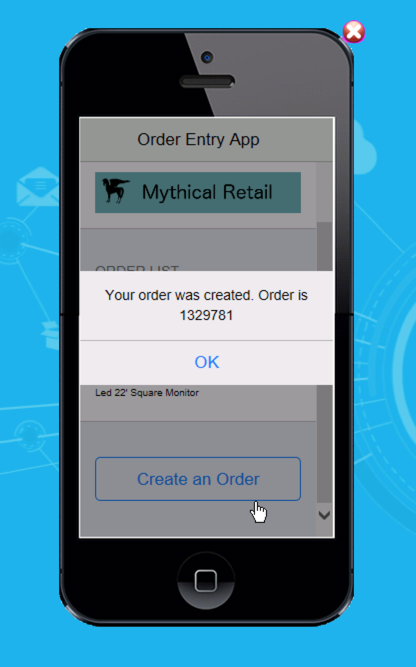 Order Entry App
Mythical Retail
ORDER LIST
Your order was created. Order is
1329781
OK
Led 22' Square Monitor
Create an Order